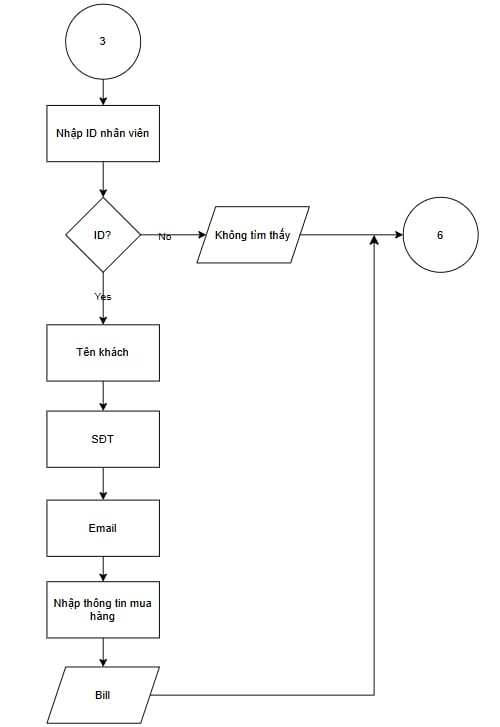 3
Nhập ID nhân viên
ID?
No
Không tìm thấy
6
Yes
Tên khách
SĐT
Email
Nhập thông tin mua
hàng
Bill